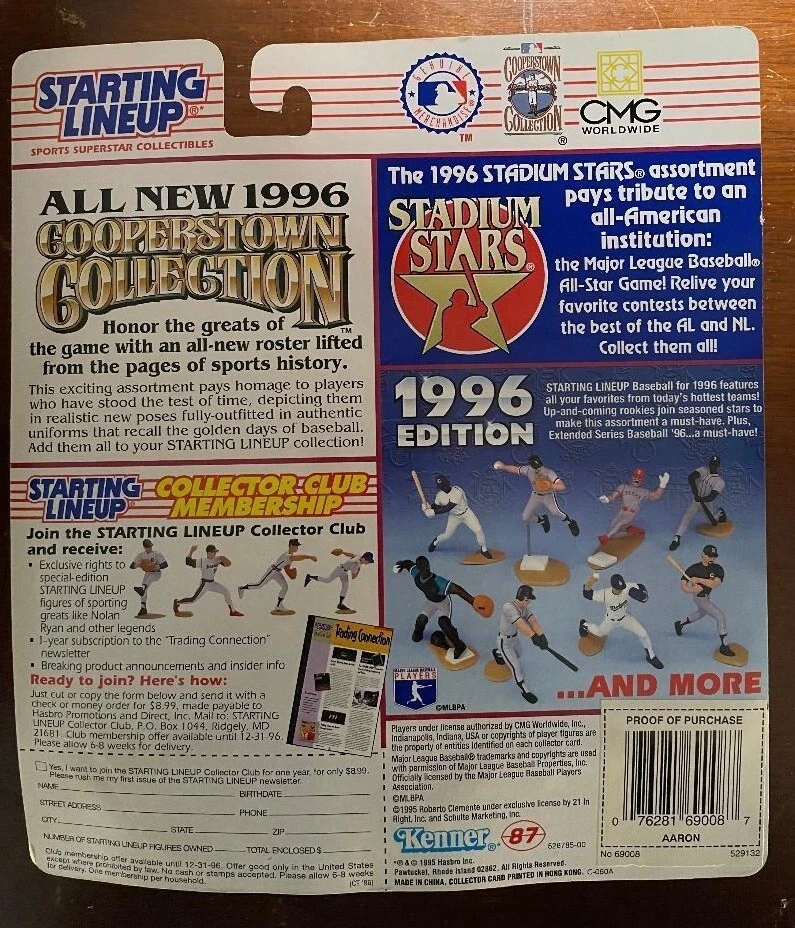 STARTING
LINEUP®*
SPORTS SUPERSTAR COLLECTIBLES
GENUINE
MERCHANDISE
TM
COOPERSTOWN
COLLECTION
®
CMG
WORLDWIDE
ALL NEW 1996
COOPERSTOWN
COLLECTION
TM
Honor the greats of
the game with an all-new roster lifted
from the pages of sports history.
This exciting assortment pays homage to players
who have stood the test of time, depicting them
in realistic new poses fully-outfitted in authentic
uniforms that recall the golden days of baseball.
Add them all to your STARTING LINEUP collection!
STARTING
LINEUP
COLLECTOR CLUB
MEMBERSHIP
Join the STARTING LINEUP Collector Club
and receive:
• Exclusive rights to
special-edition
STARTING LINEUP
figures of sporting
greats like Nolan
Ryan and other legends
• 1-year subscription to the "Trading Connection"
newsletter
• Breaking product announcements and insider info
Trading Connection
Ready to join? Here's how:
Just cut or copy the form below and send it with a
check or money order for $8.99, made payable to
Hasbro Promotions and Direct, Inc. Mail to: STARTING
LINEUP Collector Club, P.O. Box 1044, Ridgely, MD
21681. Club membership offer available until 12-31-96.
Please allow 6-8 weeks for delivery.
Yes, I want to join the STARTING LINEUP Collector Club for one year, for only $8.99.
Please rush me my first issue of the STARTING LINEUP newsletter.
NAME
BIRTHDATE
STREET ADDRESS
PHONE
CITY
STATE
ZIP
NUMBER OF STARTING LINEUP FIGURES OWNED
TOTAL ENCLOSED $
Club membership offer available until 12-31-96. Offer good only in the United States
except where prohibited by law. No cash or stamps accepted. Please allow 6-8 weeks
for delivery. One membership per household.
(CT '96)
The 1996 STADIUM STARS® assortment
pays tribute to an
all-American
institution:
the Major League Baseball®
All-Star Game! Relive your
favorite contests between
the best of the AL and NL.
Collect them all!
STADIUM
STARS
®
1996
EDITION
STARTING LINEUP Baseball for 1996 features
all your favorites from today's hottest teams!
Up-and-coming rookies join seasoned stars to
make this assortment a must-have. Plus,
Extended Series Baseball '96...a must-have!
MAJOR LEAGUE BASEBALL
PLAYERS
©MLBPA
...AND MORE
Players under license authorized by CMG Worldwide, Inc.,
Indianapolis, Indiana, USA or copyrights of player figures are
the property of entities identified on each collector card.
Major League Baseball® trademarks and copyrights are used
with permission of Major League Baseball Properties, Inc.
Officially licensed by the Major League Baseball Players
Association.
©MLBPA
©1995 Roberto Clemente under exclusive license by 21 In
Right, Inc. and Schulte Marketing, Inc.
Kenner® 87
526785-00
*® & © 1995 Hasbro Inc.
Pawtucket, Rhode Island 02862. All Rights Reserved.
MADE IN CHINA. COLLECTOR CARD PRINTED IN HONG KONG. C-060A
PROOF OF PURCHASE
0 76281 69008 7
AARON
No 69008
529132